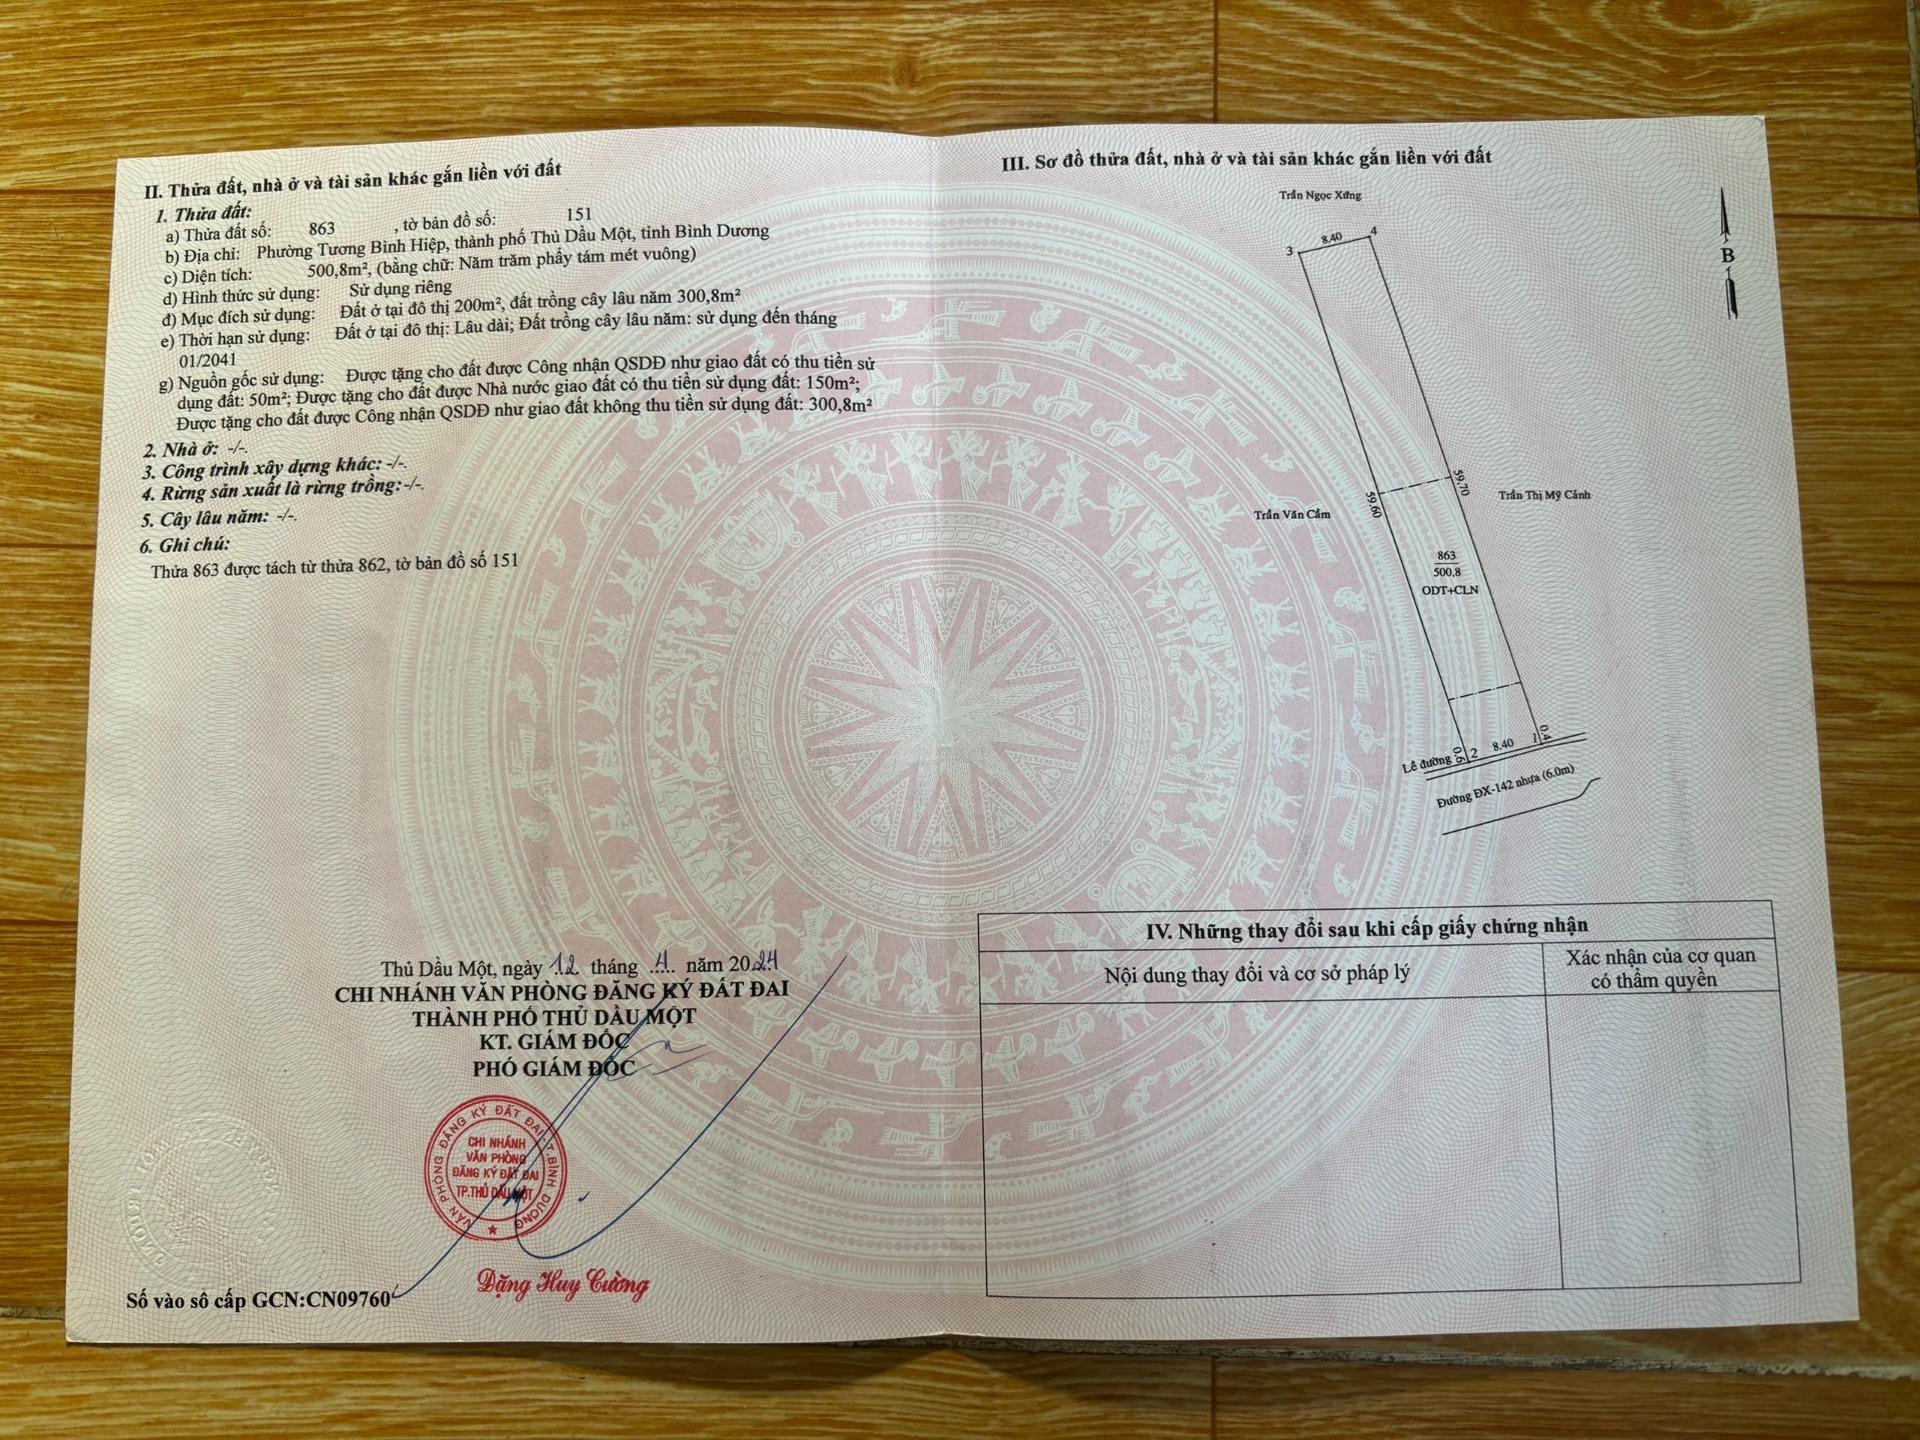 II. Thửa đất, nhà ở và tài sản khác gắn liền với đất
1. Thửa đất:
a) Thửa đất số: 863 , tờ bản đồ số: 151
b) Địa chỉ: Phường Tương Bình Hiệp, thành phố Thủ Dầu Một, tỉnh Bình Dương
c) Diện tích: 500,8m², (bằng chữ: Năm trăm phẩy tám mét vuông)
d) Hình thức sử dụng: Sử dụng riêng
đ) Mục đích sử dụng: Đất ở tại đô thị 200m², đất trồng cây lâu năm 300,8m²
e) Thời hạn sử dụng: Đất ở tại đô thị: Lâu dài; Đất trồng cây lâu năm: sử dụng đến tháng
01/2041
g) Nguồn gốc sử dụng: Được tặng cho đất được Công nhận QSDĐ như giao đất có thu tiền sử
dụng đất: 50m²; Được tặng cho đất được Nhà nước giao đất có thu tiền sử dụng đất: 150m²;
Được tặng cho đất được Công nhận QSDĐ như giao đất không thu tiền sử dụng đất: 300,8m²
2. Nhà ở: -/-.
3. Công trình xây dựng khác: -/-.
4. Rừng sản xuất là rừng trồng: -/-.
5. Cây lâu năm: -/-.
6. Ghi chú:
Thửa 863 được tách từ thửa 862, tờ bản đồ số 151
Thủ Dầu Một, ngày 12 tháng 4 năm 2024
CHI NHÁNH VĂN PHÒNG ĐĂNG KÝ ĐẤT ĐAI
THÀNH PHỐ THỦ DẦU MỘT
KT. GIÁM ĐỐC
PHÓ GIÁM ĐỐC
VĂN PHÒNG ĐĂNG KÝ ĐẤT ĐAI T.BÌNH DƯƠNG
CHI NHÁNH
VĂN PHÒNG
ĐĂNG KÝ ĐẤT ĐAI
TP.THỦ DẦU MỘT
Đặng Huy Cường
Số vào sổ cấp GCN:CN09760
III. Sơ đồ thửa đất, nhà ở và tài sản khác gắn liền với đất
Trần Ngọc Xứng
3 8.40 4
B
59.70
59.60
Trần Thị Mỹ Cảnh
Trần Văn Cẩm
863
500,8
ODT+CLN
Lề đường 0.6 2 8.40 1 0.4
Đường ĐX-142 nhựa (6.0m)
IV. Những thay đổi sau khi cấp giấy chứng nhận
Nội dung thay đổi và cơ sở pháp lý
Xác nhận của cơ quan
có thẩm quyền